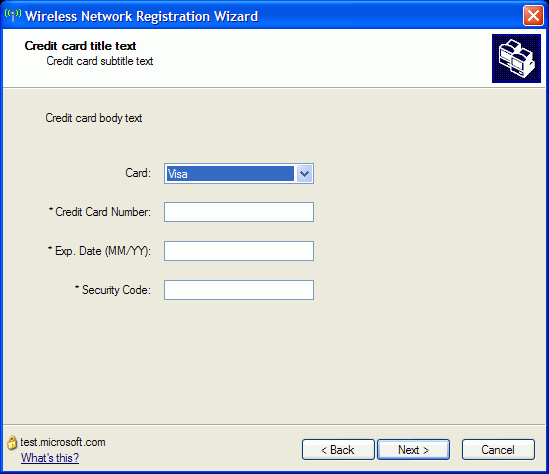 Wireless Network Registration Wizard
Credit card title text
Credit card subtitle text
Credit card body text
Card: Visa
* Credit Card Number:
* Exp. Date (MM/YY):
* Security Code:
test.microsoft.com
What's this?
< Back Next > Cancel